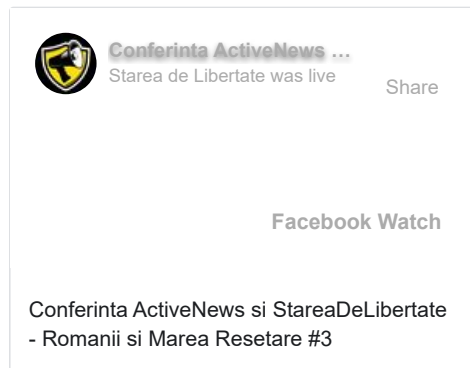 Conferinta ActiveNews ...
Starea de Libertate was live
Share
Facebook Watch
Conferinta ActiveNews si StareaDeLibertate
- Romanii si Marea Resetare #3